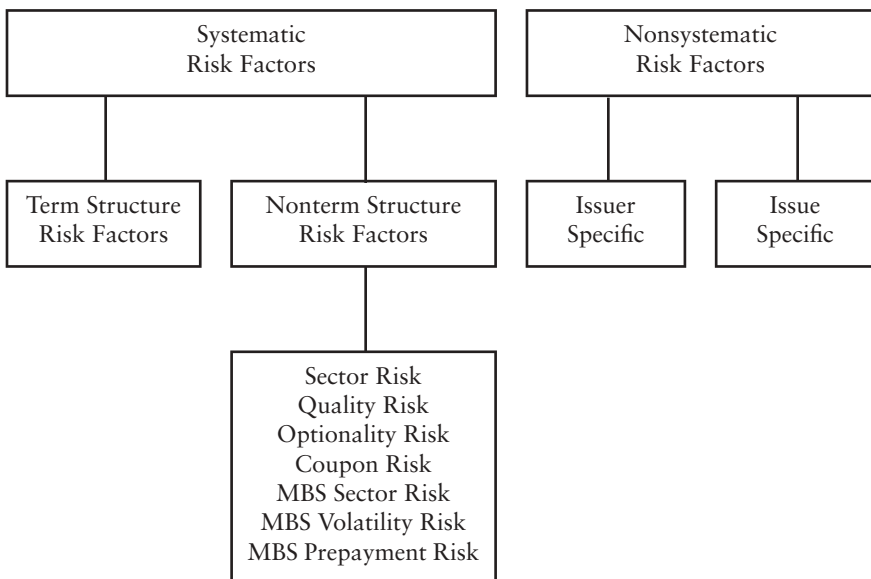 Systematic
Risk Factors
Nonsystematic
Risk Factors
Term Structure
Risk Factors
Nonterm Structure
Risk Factors
Issuer
Specific
Issue
Specific
Sector Risk
Quality Risk
Optionality Risk
Coupon Risk
MBS Sector Risk
MBS Volatility Risk
MBS Prepayment Risk